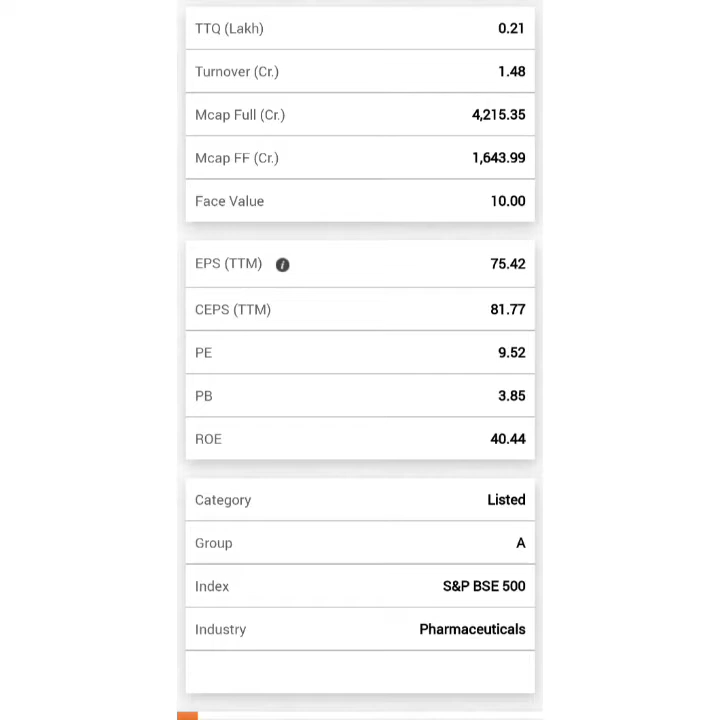 TTQ (Lakh) 0.21
Turnover (Cr.) 1.48
Mcap Full (Cr.) 4,215.35
Mcap FF (Cr.) 1,643.99
Face Value 10.00
EPS (TTM) i 75.42
CEPS (TTM) 81.77
PE 9.52
PB 3.85
ROE 40.44
Category Listed
Group A
Index S&P BSE 500
Industry Pharmaceuticals